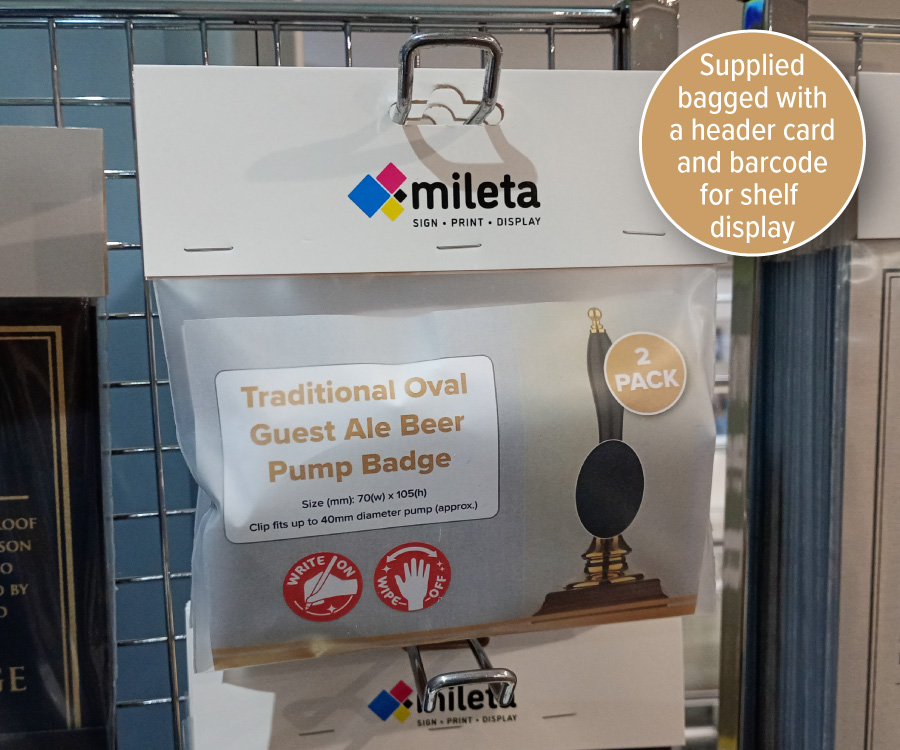 Supplied
bagged with
a header card
and barcode
for shelf
display
mileta
SIGN • PRINT • DISPLAY
2
PACK
Traditional Oval
Guest Ale Beer
Pump Badge
Size (mm): 70(w) x 105(h)
Clip fits up to 40mm diameter pump (approx.)
WRITE ON
WIPE OFF
mileta
SIGN • PRINT • DISPLAY
BY